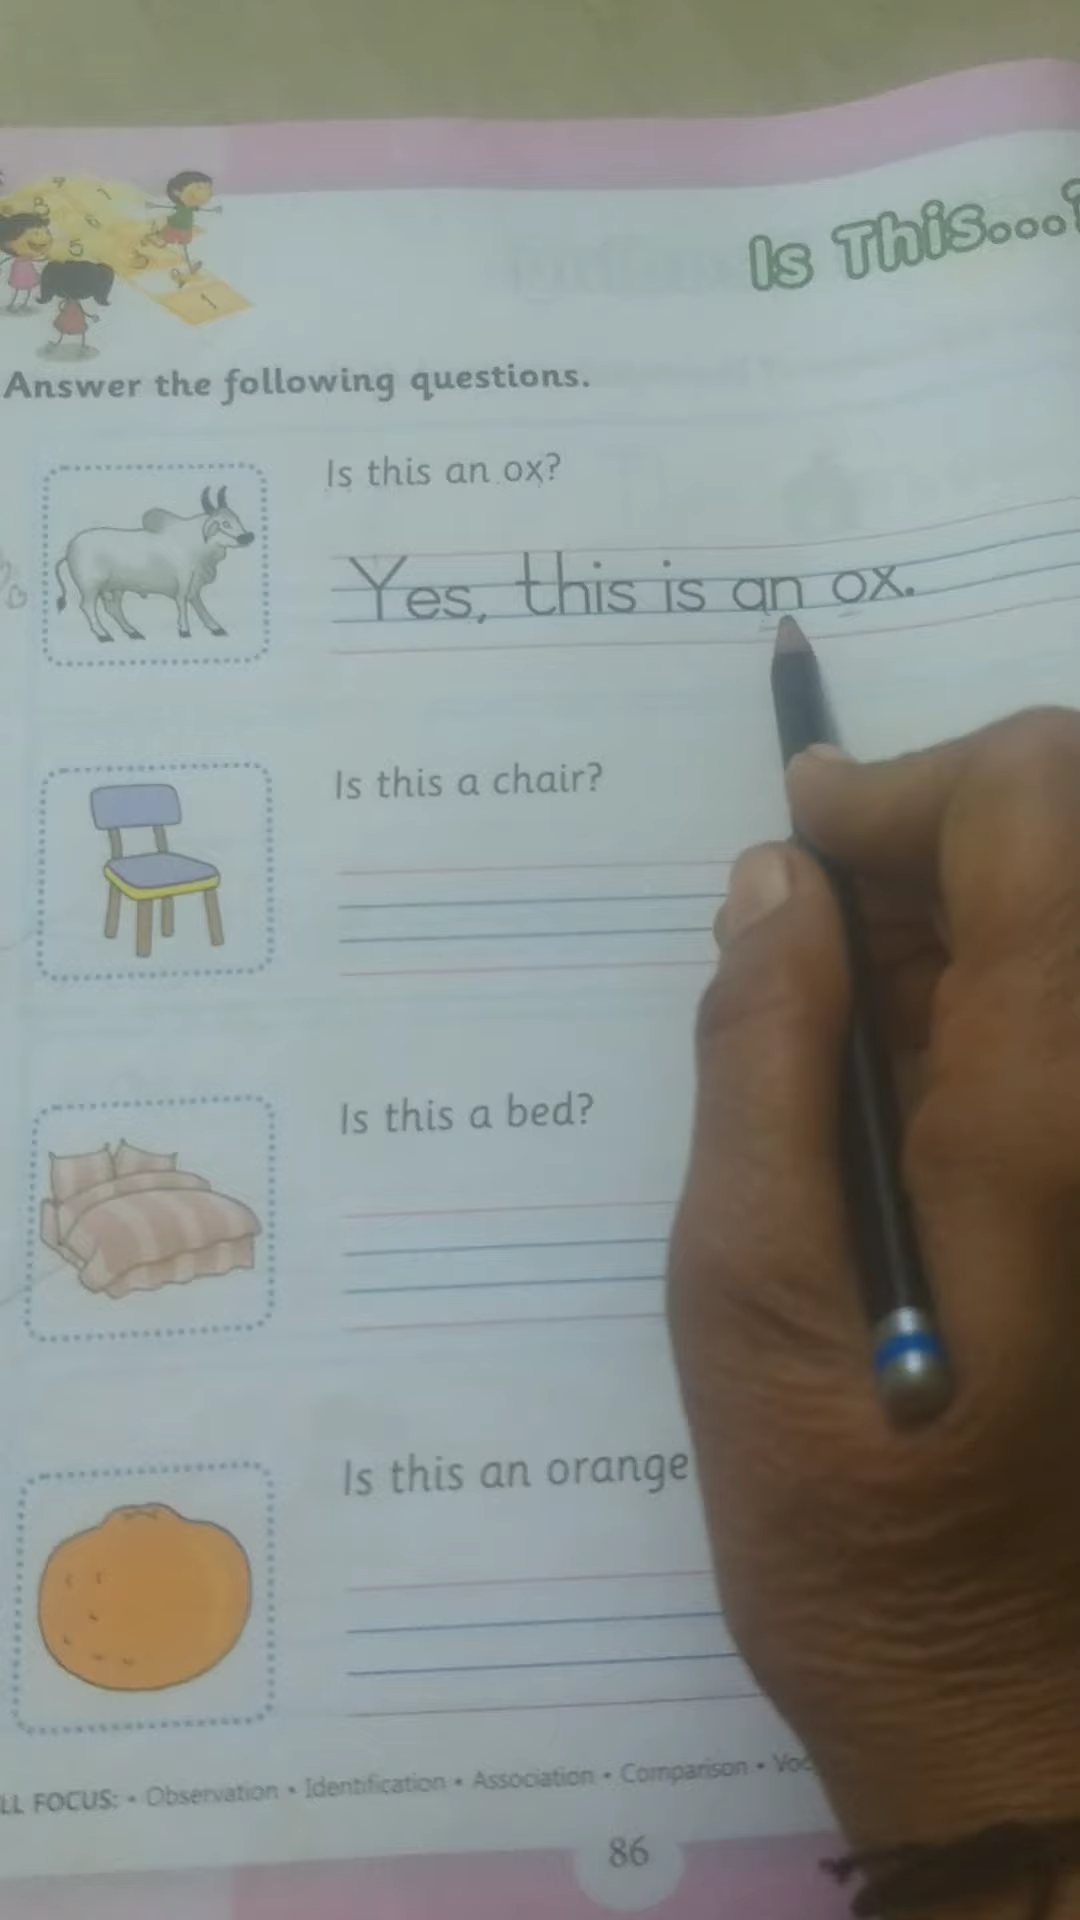 Is This....?
Answer the following questions.
Is this an ox?
Yes, this is an ox.
Is this a chair?
Is this a bed?
Is this an orange
LL FOCUS: • Observation • Identification • Association • Comparison •
86